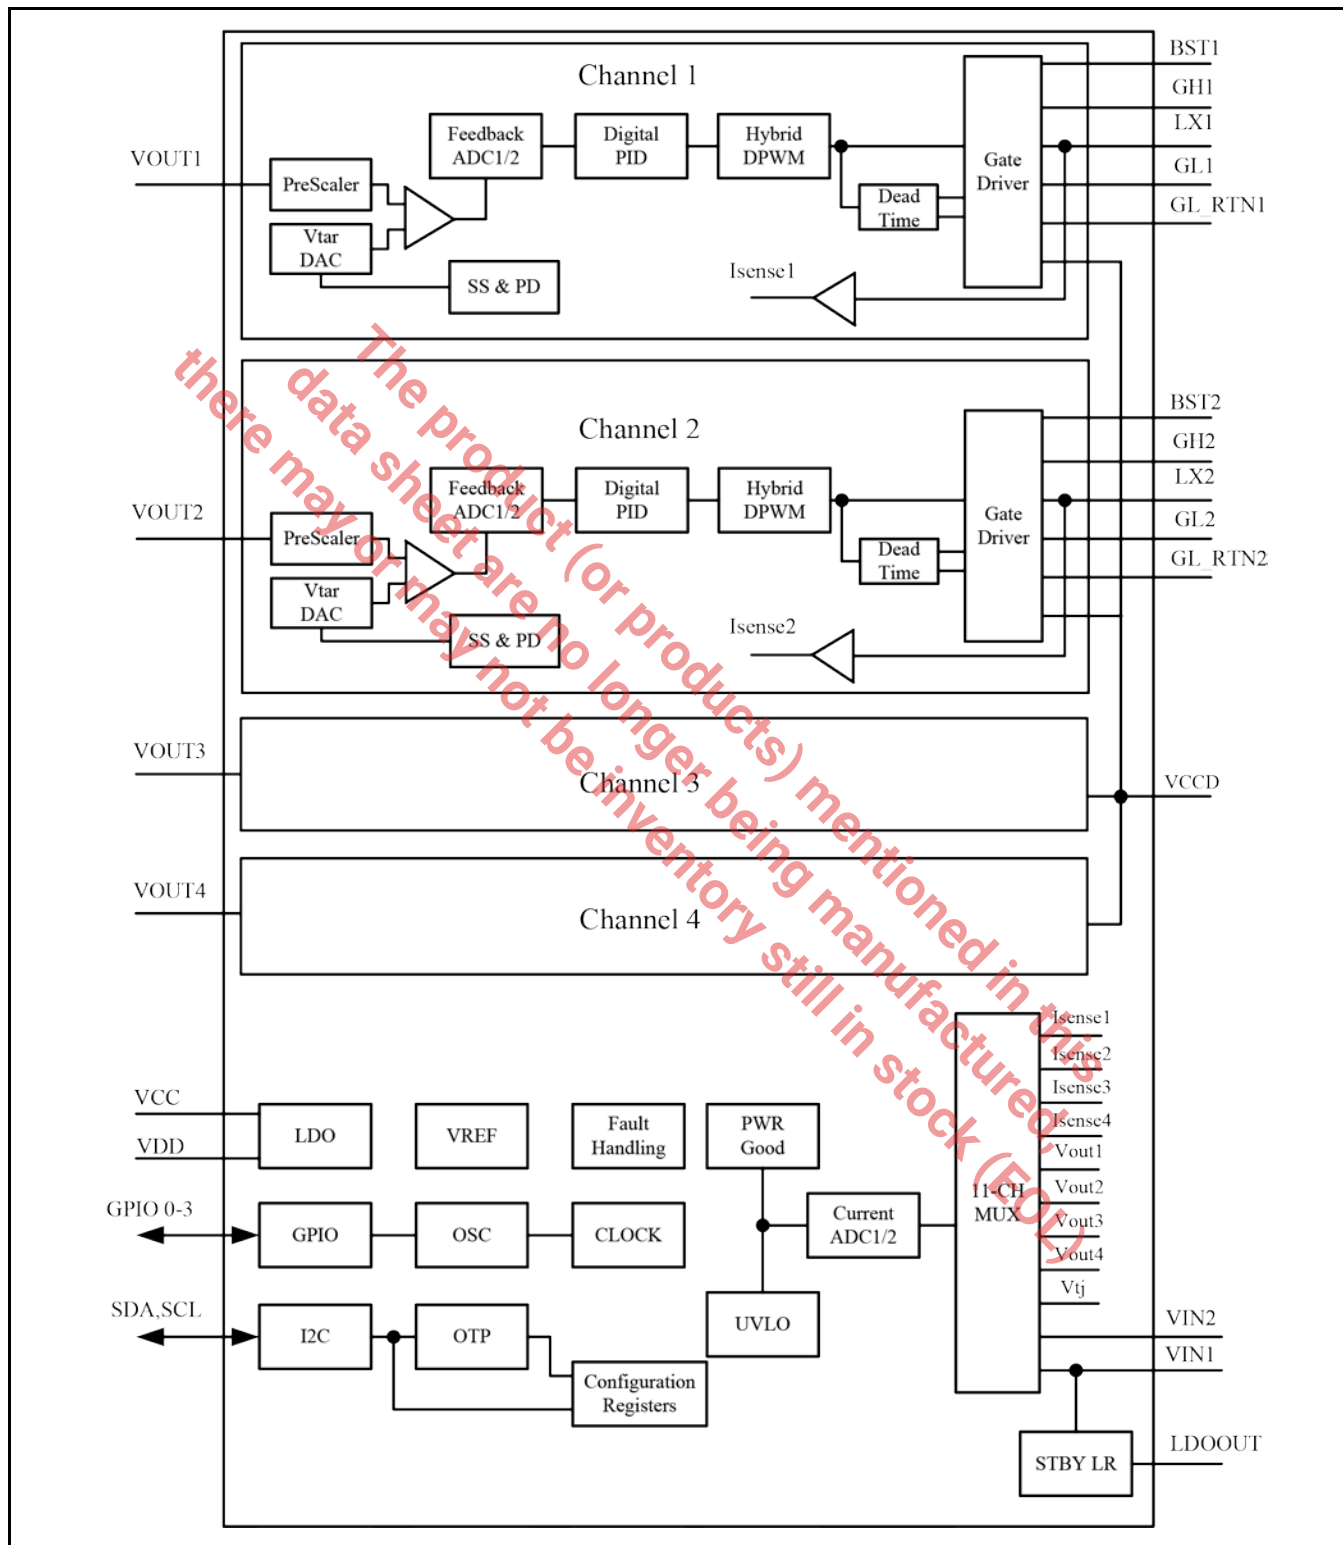 Channel 1
BST1
GH1
LX1
GL1
GL_RTN1
VOUT1
PreScaler
Vtar
DAC
Feedback
ADC1/2
Digital
PID
Hybrid
DPWM
Dead
Time
Gate
Driver
SS & PD
Isense1
Channel 2
BST2
GH2
LX2
GL2
GL_RTN2
VOUT2
PreScaler
Vtar
DAC
Feedback
ADC1/2
Digital
PID
Hybrid
DPWM
Dead
Time
Gate
Driver
SS & PD
Isense2
VOUT3
Channel 3
VCCD
VOUT4
Channel 4
VCC
VDD
LDO
VREF
Fault
Handling
PWR
Good
GPIO 0-3
GPIO
OSC
CLOCK
Current
ADC1/2
11-CH
MUX
Isense1
Isense2
Isense3
Isense4
Vout1
Vout2
Vout3
Vout4
Vtj
SDA,SCL
I2C
OTP
UVLO
Configuration
Registers
VIN2
VIN1
STBY LR
LDOOUT
The product (or products) mentioned in this
data sheet are no longer being manufactured,
there may or may not be inventory still in stock (EOL)